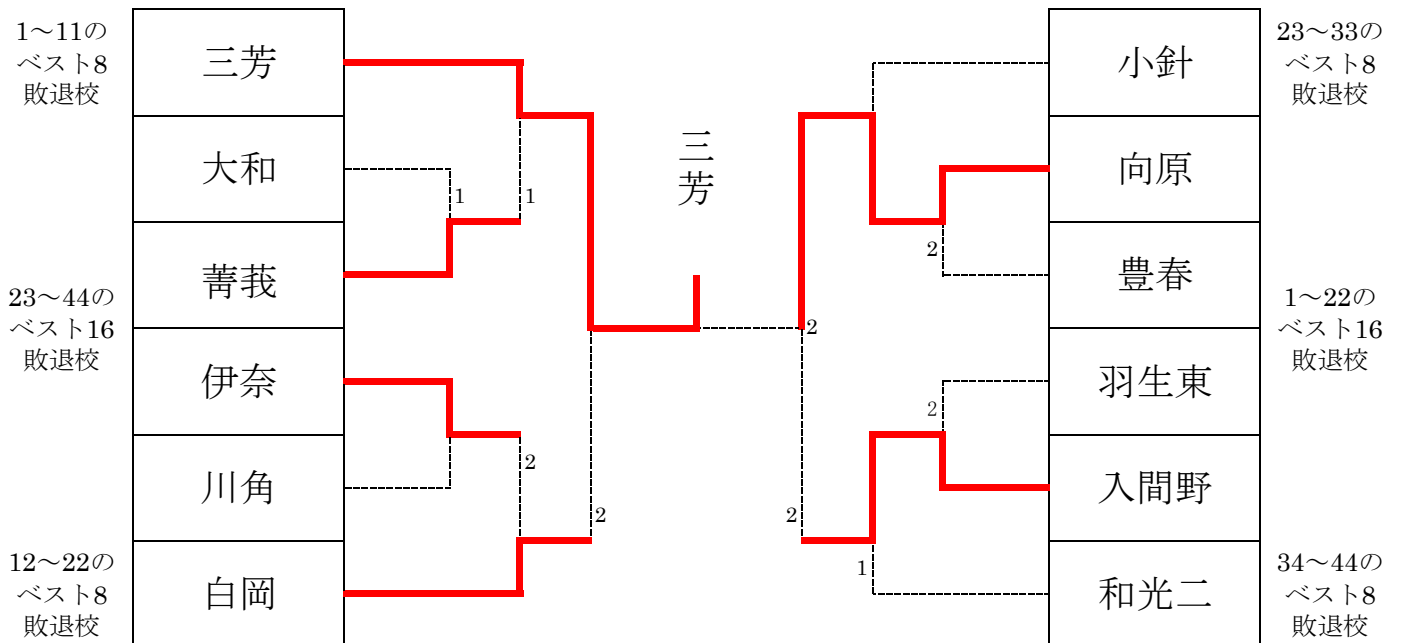 1～11の
ベスト8
敗退校
三芳
大和
菁莪
23～44の
ベスト16
敗退校
伊奈
川角
12～22の
ベスト8
敗退校
白岡
1
1
2
2
三芳
2
2
2
2
1
小針
向原
豊春
羽生東
入間野
和光二
23～33の
ベスト8
敗退校
1～22の
ベスト16
敗退校
34～44の
ベスト8
敗退校